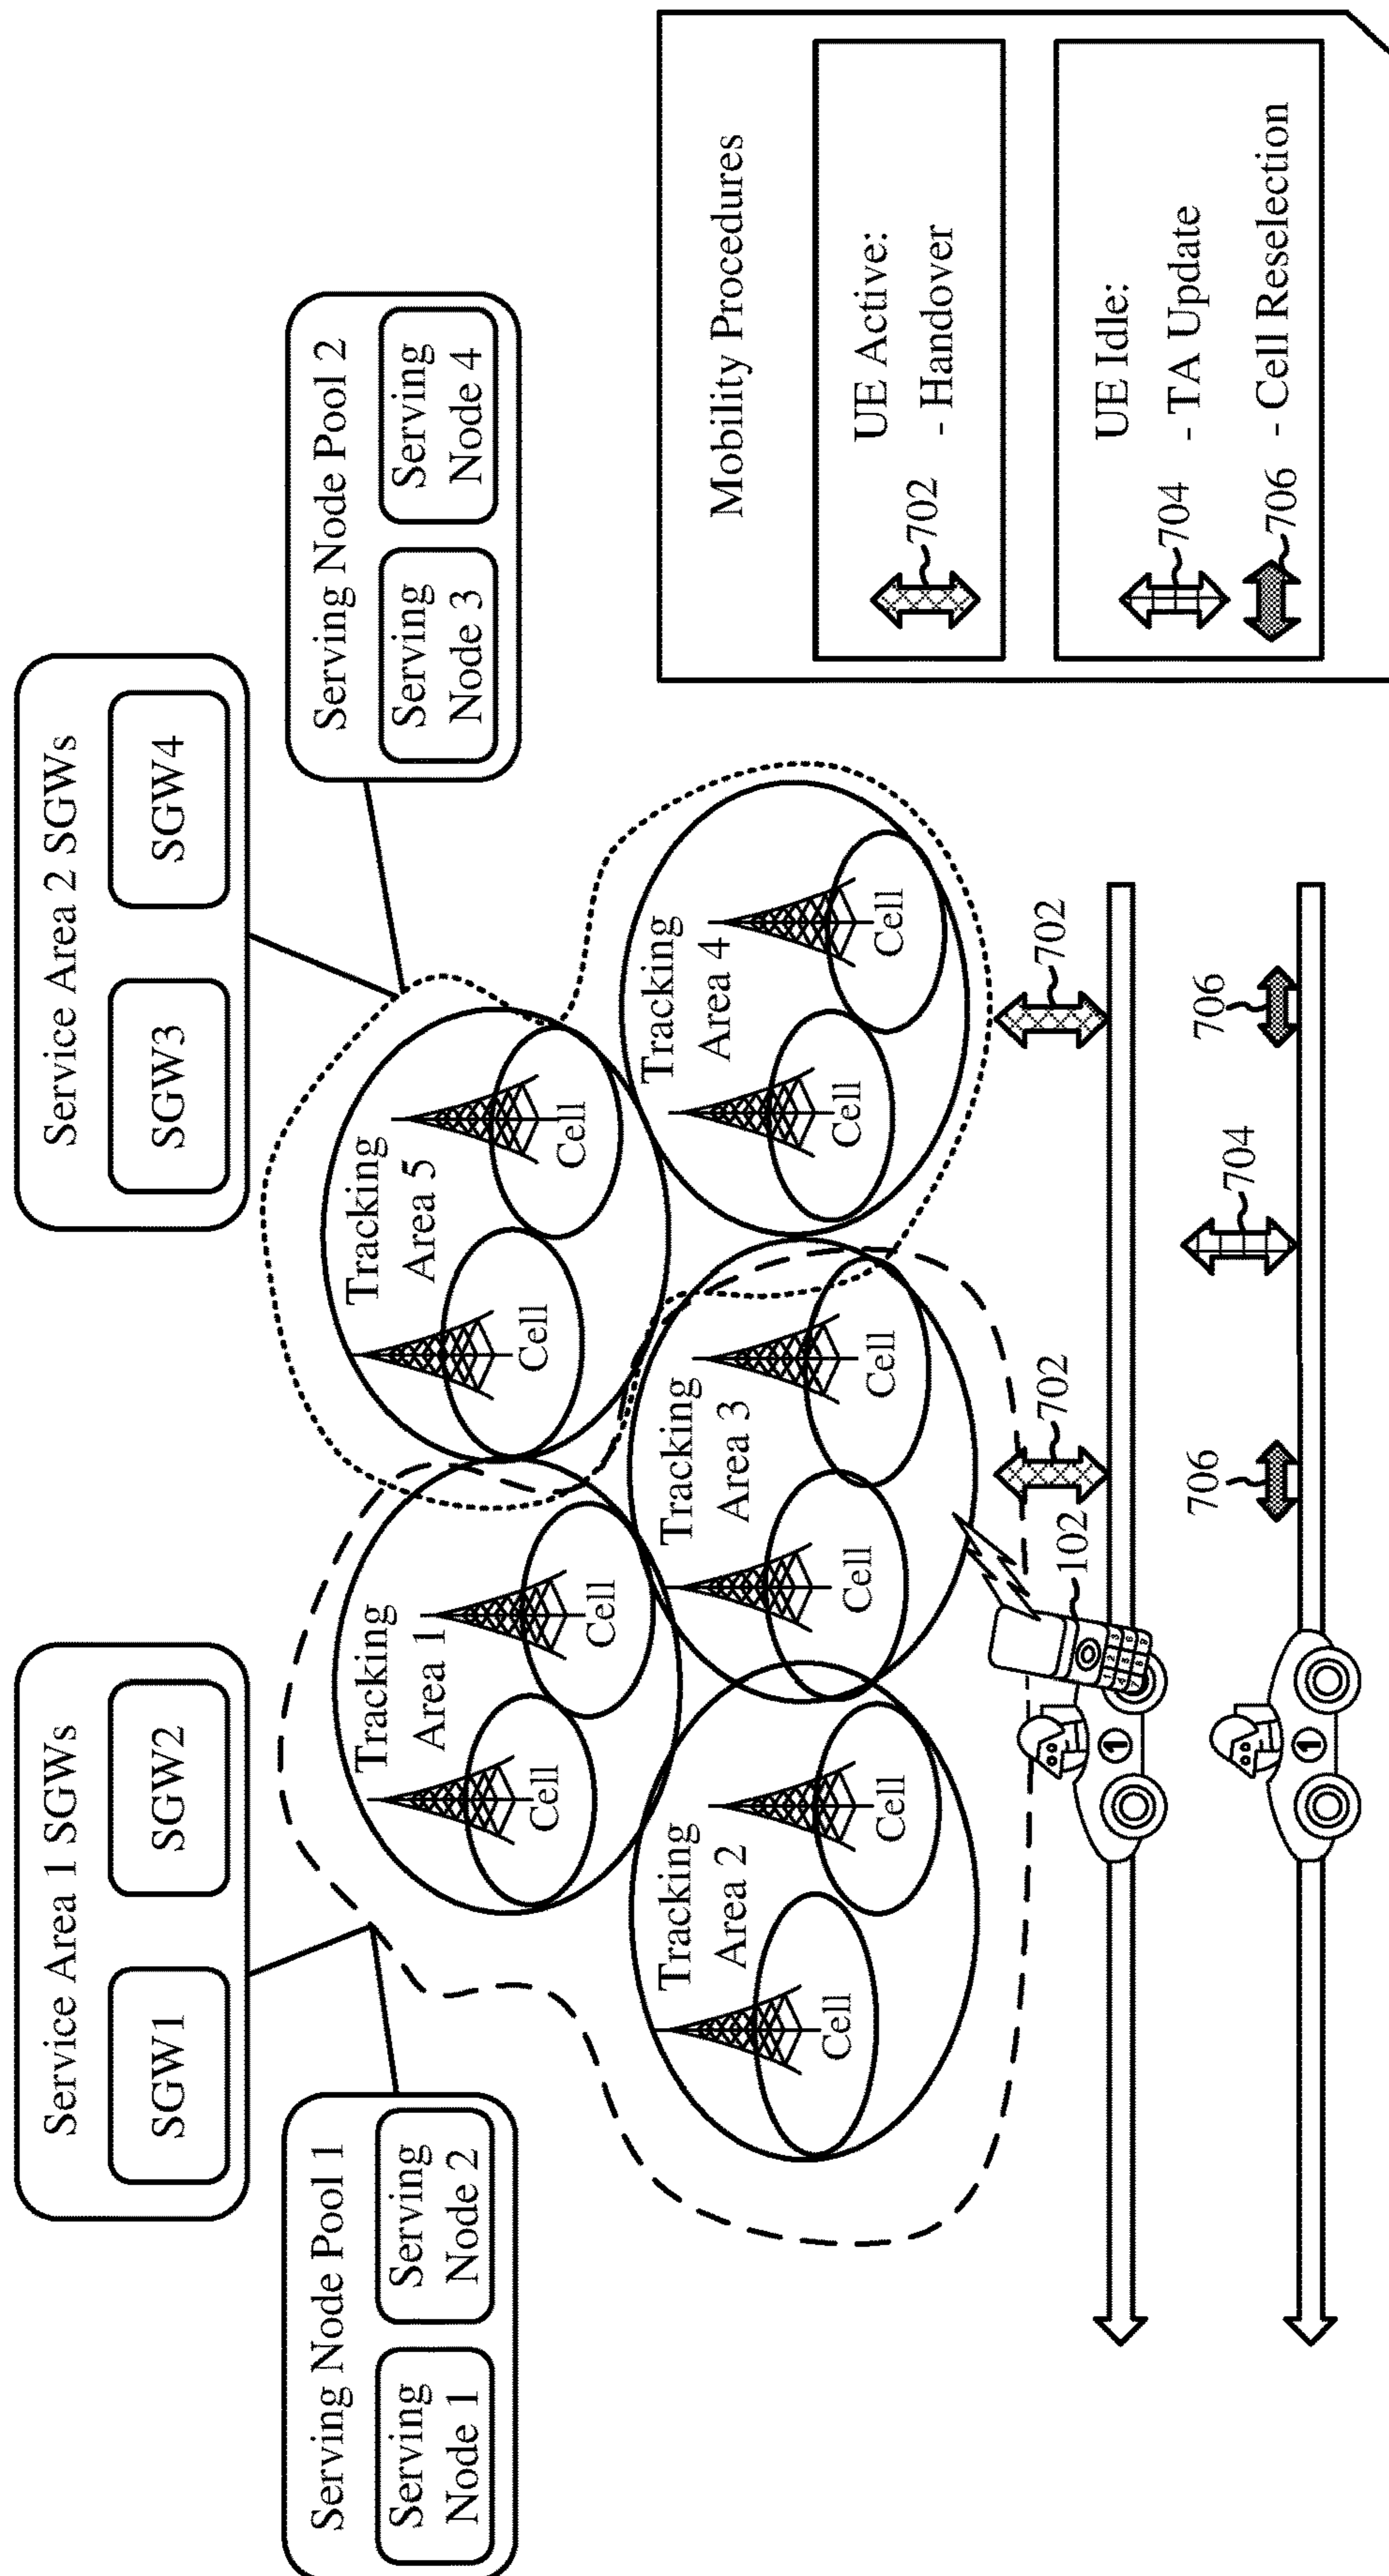 Service Area 1 SGWs
SGW1
SGW2
Service Area 2 SGWs
SGW3
SGW4
Serving Node Pool 1
Serving
Node 1
Serving
Node 2
Serving Node Pool 2
Serving
Node 3
Serving
Node 4
Tracking
Area 1
Cell
Cell
Tracking
Area 5
Cell
Cell
Tracking
Area 2
Cell
Cell
Tracking
Area 3
Cell
Cell
Tracking
Area 4
Cell
Cell
102
702
702
1
706
704
706
1
Mobility Procedures
UE Active:
702 - Handover
UE Idle:
704 - TA Update
706 - Cell Reselection